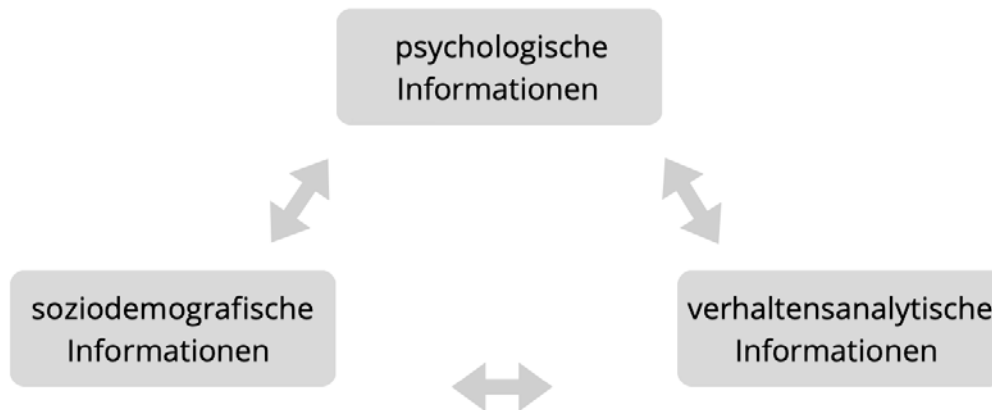 psychologische
Informationen
soziodemografische
Informationen
verhaltensanalytische
Informationen